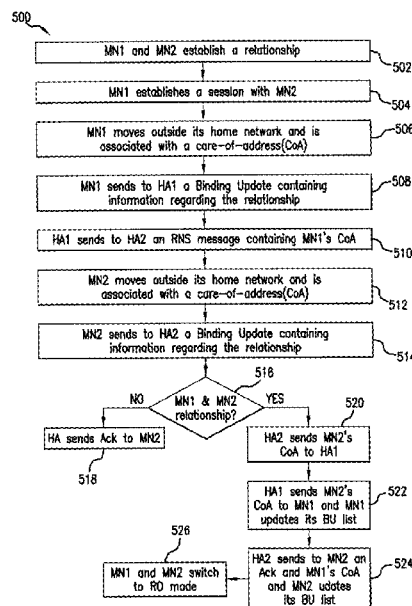 500
MN1 and MN2 establish a relationship
502
MN1 establishes a session with MN2
504
MN1 moves outside its home network and is
associated with a care-of-address(CoA)
506
MN1 sends to HA1 a Binding Update containing
information regarding the relationship
508
HA1 sends to HA2 an RNS message containing MN1's CoA
510
MN2 moves outside its home network and is
associated with a care-of-address(CoA)
512
MN2 sends to HA2 a Binding Update containing
information regarding the relationship
514
516
NO
MN1 & MN2
relationship?
YES
HA sends Ack to MN2
518
520
HA2 sends MN2's
CoA to HA1
HA1 sends MN2's
CoA to MN1 and MN1
updates its BU list
522
526
MN1 and MN2 switch
to RO mode
HA2 sends to MN2 an
Ack and MN1's CoA
and MN2 udates
its BU list
524